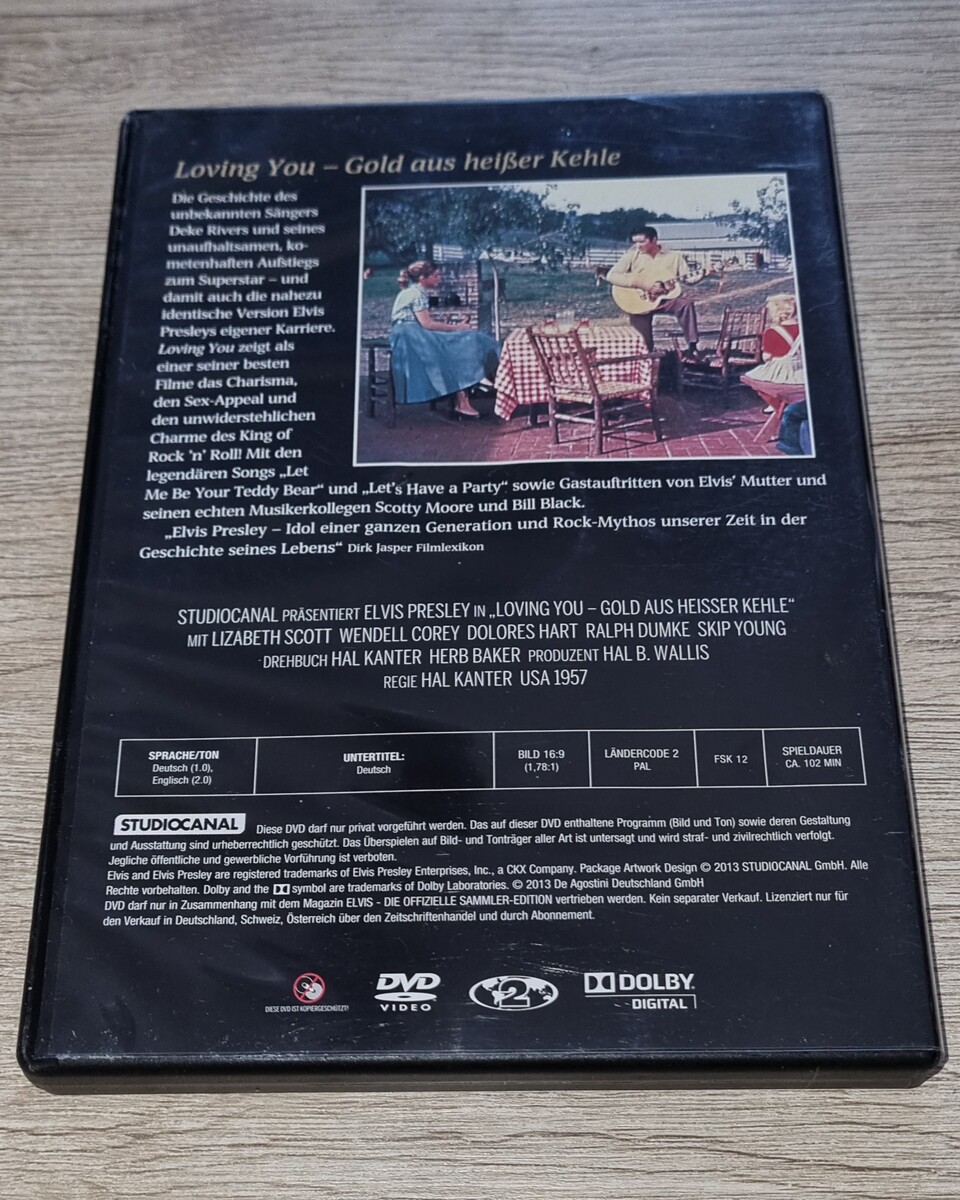 Loving You – Gold aus heißer Kehle
Die Geschichte des
unbekannten Sängers
Deke Rivers und seines
unaufhaltsamen, ko-
metenhaften Aufstiegs
zum Superstar – und
damit auch die nahezu
identische Version Elvis
Presleys eigener Karriere.
Loving You zeigt als
einer seiner besten
Filme das Charisma,
den Sex-Appeal und
den unwiderstehlichen
Charme des King of
Rock 'n' Roll! Mit den
legendären Songs „Let
Me Be Your Teddy Bear“ und „Let's Have a Party“ sowie Gastauftritten von Elvis' Mutter und
seinen echten Musikerkollegen Scotty Moore und Bill Black.
„Elvis Presley – Idol einer ganzen Generation und Rock-Mythos unserer Zeit in der
Geschichte seines Lebens“ Dirk Jasper Filmlexikon
STUDIOCANAL PRÄSENTIERT ELVIS PRESLEY IN „LOVING YOU – GOLD AUS HEISSER KEHLE“
MIT LIZABETH SCOTT WENDELL COREY DOLORES HART RALPH DUMKE SKIP YOUNG
DREHBUCH HAL KANTER HERB BAKER PRODUZENT HAL B. WALLIS
REGIE HAL KANTER USA 1957
SPRACHE/TON
Deutsch (1.0),
Englisch (2.0)
UNTERTITEL:
Deutsch
BILD 16:9
(1,78:1)
LÄNDERCODE 2
PAL
FSK 12
SPIELDAUER
CA. 102 MIN
STUDIOCANAL Diese DVD darf nur privat vorgeführt werden. Das auf dieser DVD enthaltene Programm (Bild und Ton) sowie deren Gestaltung
und Ausstattung sind urheberrechtlich geschützt. Das Überspielen auf Bild- und Tonträger aller Art ist untersagt und wird straf- und zivilrechtlich verfolgt.
Jegliche öffentliche und gewerbliche Vorführung ist verboten.
Elvis and Elvis Presley are registered trademarks of Elvis Presley Enterprises, Inc., a CKX Company. Package Artwork Design © 2013 STUDIOCANAL GmbH. Alle
Rechte vorbehalten. Dolby and the symbol are trademarks of Dolby Laboratories. © 2013 De Agostini Deutschland GmbH
DVD darf nur in Zusammenhang mit dem Magazin ELVIS - DIE OFFIZIELLE SAMMLER-EDITION vertrieben werden. Kein separater Verkauf. Lizenziert nur für
den Verkauf in Deutschland, Schweiz, Österreich über den Zeitschriftenhandel und durch Abonnement.
DIESE DVD IST KOPIERGESCHÜTZT!
DVD
VIDEO
2
DOLBY
DIGITAL